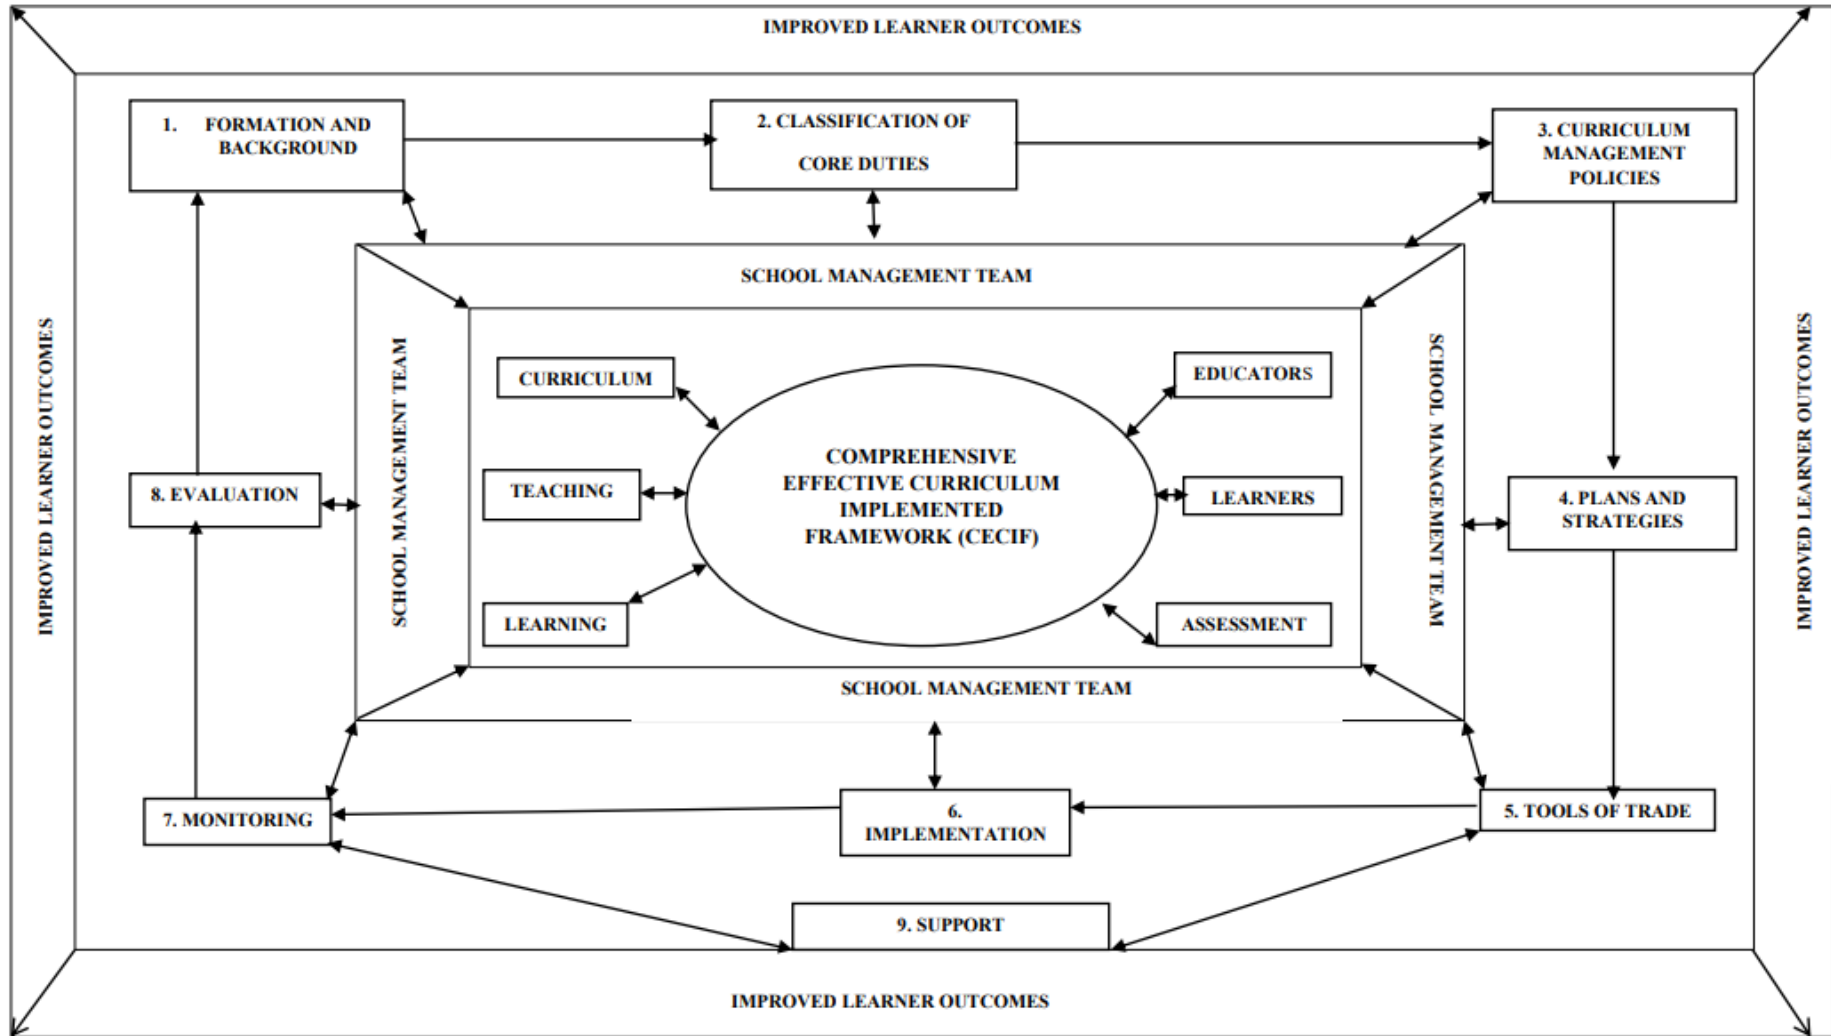 IMPROVED LEARNER OUTCOMES
1. FORMATION AND
BACKGROUND
2. CLASSIFICATION OF
CORE DUTIES
3. CURRICULUM
MANAGEMENT
POLICIES
SCHOOL MANAGEMENT TEAM
IMPROVED LEARNER OUTCOMES
SCHOOL MANAGEMENT TEAM
CURRICULUM
EDUCATORS
SCHOOL MANAGEMENT TEAM
IMPROVED LEARNER OUTCOMES
COMPREHENSIVE
EFFECTIVE CURRICULUM
IMPLEMENTED
FRAMEWORK (CECIF)
8. EVALUATION
TEACHING
LEARNERS
4. PLANS AND
STRATEGIES
LEARNING
ASSESSMENT
SCHOOL MANAGEMENT TEAM
7. MONITORING
6.
IMPLEMENTATION
5. TOOLS OF TRADE
9. SUPPORT
IMPROVED LEARNER OUTCOMES